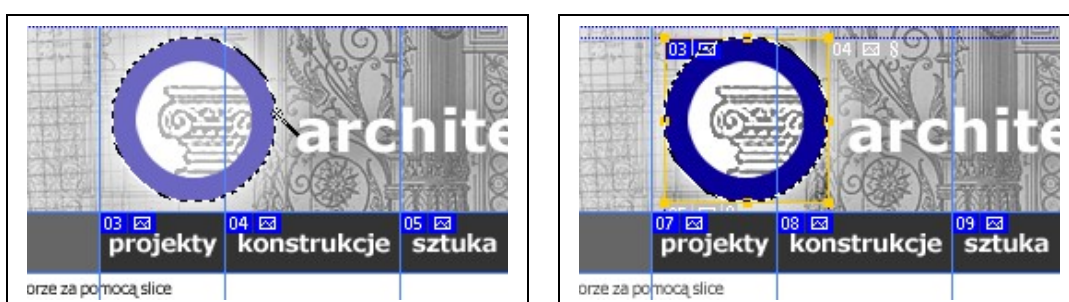 archite
03
04
05
projekty
konstrukcje
sztuka
orze za pomocą slice
03
04
archite
07
08
09
projekty
konstrukcje
sztuka
orze za pomocą slice